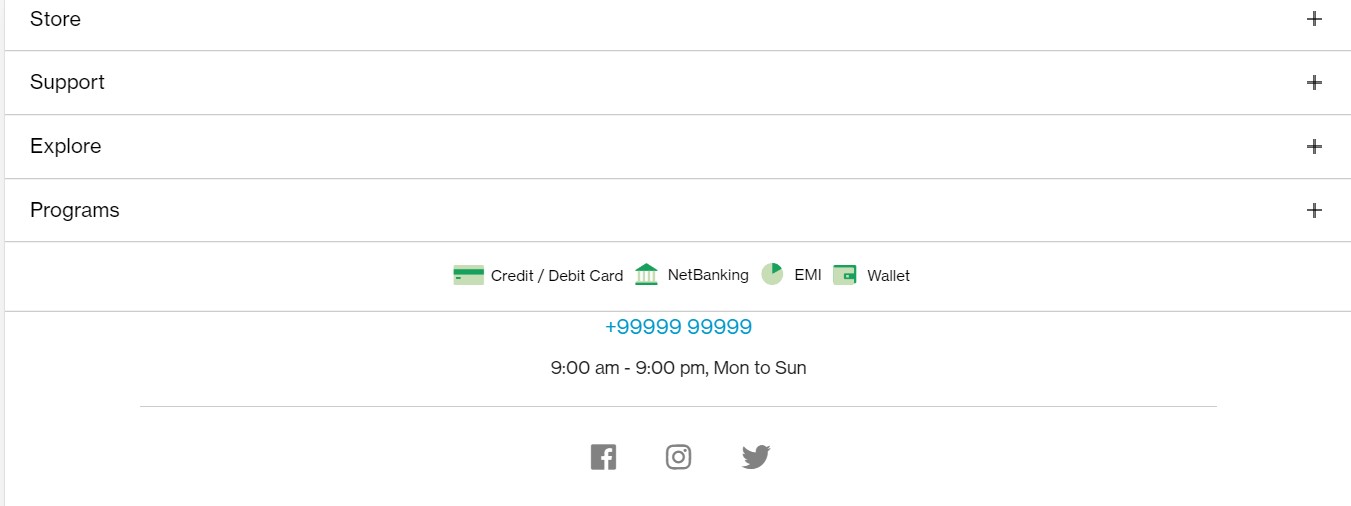 Store
Support
Explore
Programs
Credit / Debit Card NetBanking EMI Wallet
+99999 99999
9:00 am - 9:00 pm, Mon to Sun